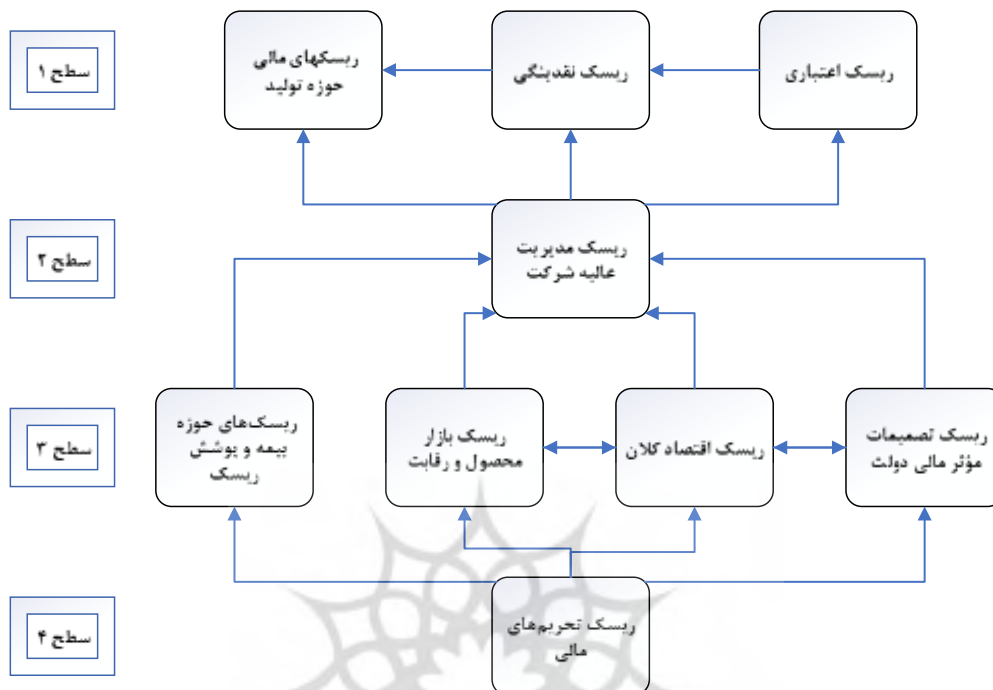 سطح ۱
ریسک اعتباری
ریسک نقدینگی
ریسکهای مالی
حوزه تولید
سطح ۲
ریسک مدیریت
عالیه شرکت
سطح ۳
ریسک تصمیمات
مؤثر مالی دولت
ریسک اقتصاد کلان
ریسک بازار
محصول و رقابت
ریسک‌های حوزه
بیمه و پوشش
ریسک
سطح ۴
ریسک تحریم‌های
مالی